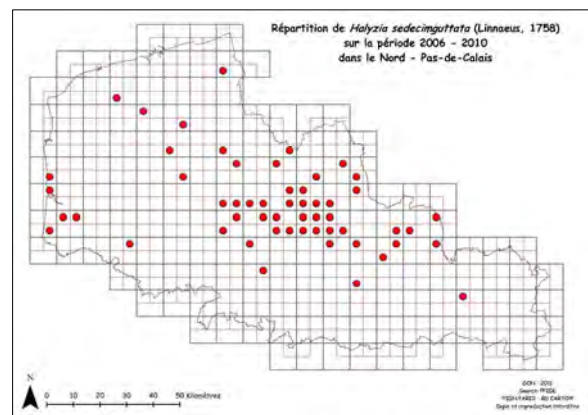 Répartition de Halyzia sedecimguttata (Linnaeus, 1758)
sur la période 2006 - 2010
dans le Nord - Pas-de-Calais
N
0 10 20 30 40 50 Kilomètres
GON - 2011